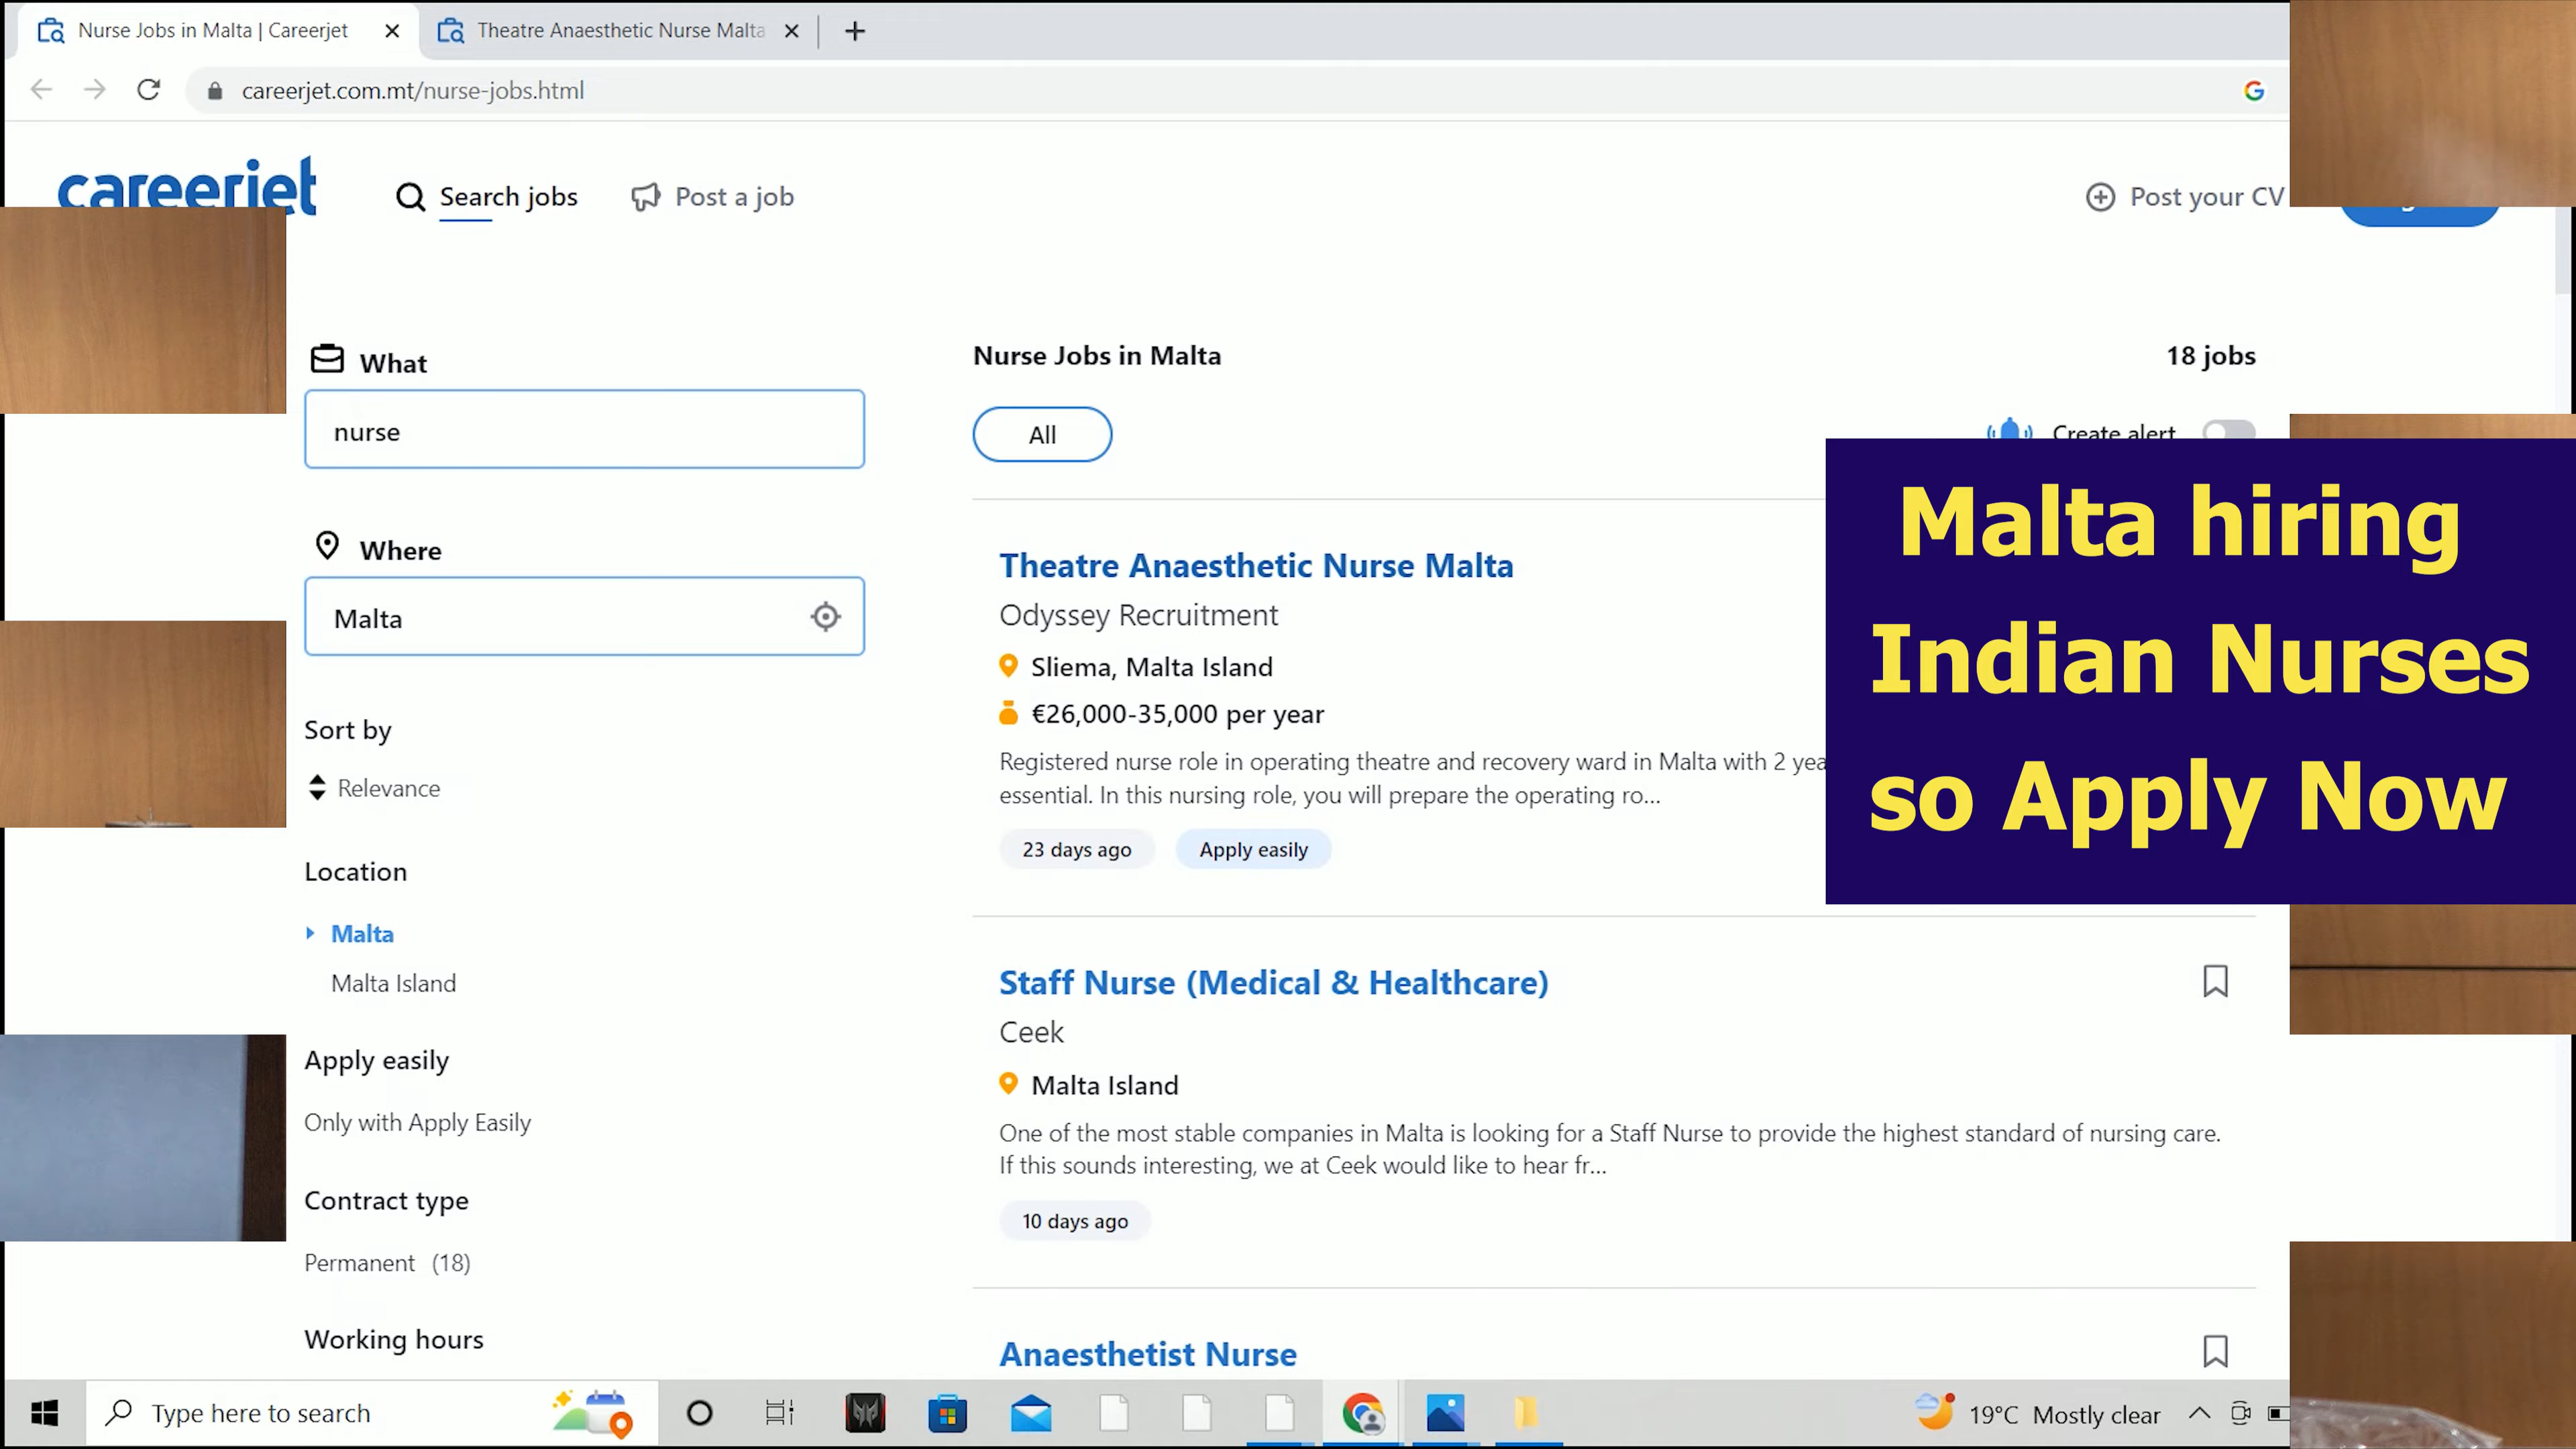 Nurse Jobs in Malta | Careerjet
Theatre Anaesthetic Nurse Malta
careerjet.com.mt/nurse-jobs.html
careerjet
Search jobs
Post a job
Post your CV
What
nurse
Where
Malta
Sort by
Relevance
Location
Malta
Malta Island
Apply easily
Only with Apply Easily
Contract type
Permanent (18)
Working hours
Nurse Jobs in Malta
18 jobs
All
Create alert
Theatre Anaesthetic Nurse Malta
Odyssey Recruitment
Sliema, Malta Island
€26,000-35,000 per year
Registered nurse role in operating theatre and recovery ward in Malta with 2
essential. In this nursing role, you will prepare the operating ro...
23 days ago
Apply easily
Staff Nurse (Medical & Healthcare)
Ceek
Malta Island
One of the most stable companies in Malta is looking for a Staff Nurse to provide the highest standard of nursing care.
If this sounds interesting, we at Ceek would like to hear fr...
10 days ago
Anaesthetist Nurse
Malta hiring
Indian Nurses
so Apply Now
Type here to search
19°C Mostly clear